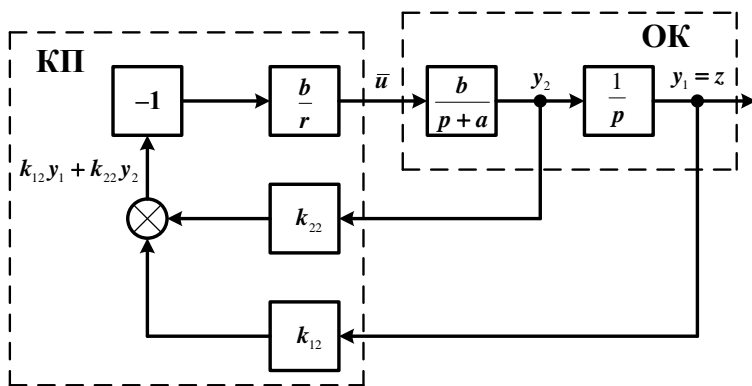 КП
ОК
−1
b
r
ū
b
p + a
y₂
1
p
y₁ = z
k₁₂y₁ + k₂₂y₂
k₂₂
k₁₂